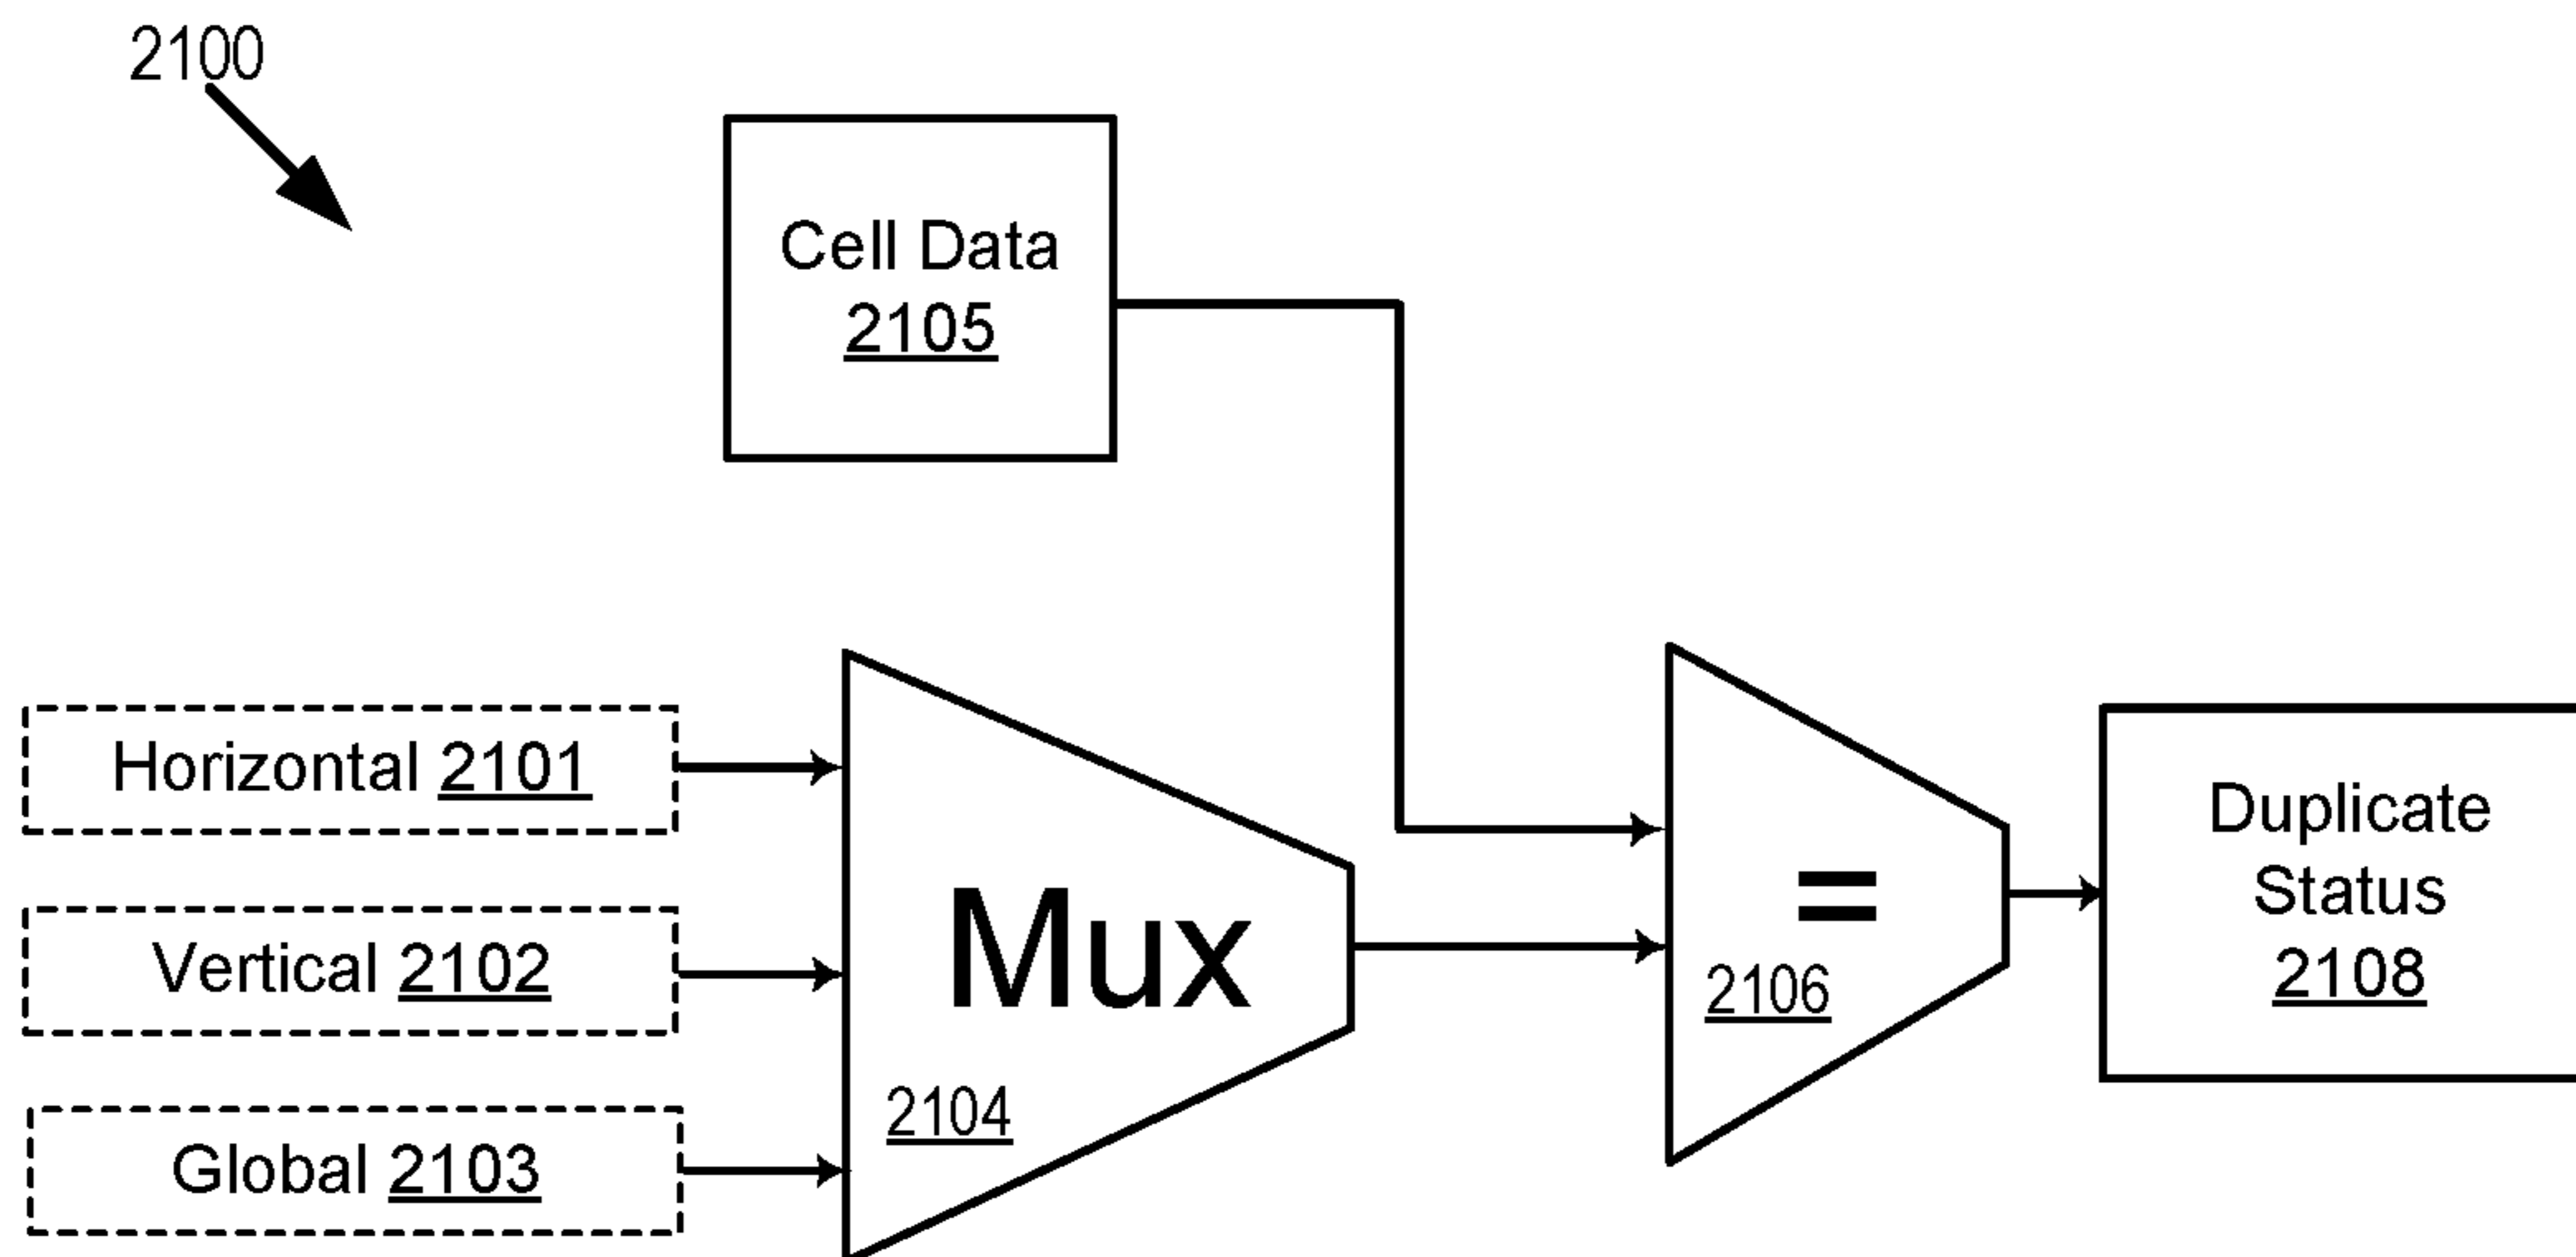 2100
Cell Data
2105
Horizontal 2101
Vertical 2102
Global 2103
Mux
2104
=
2106
Duplicate
Status
2108